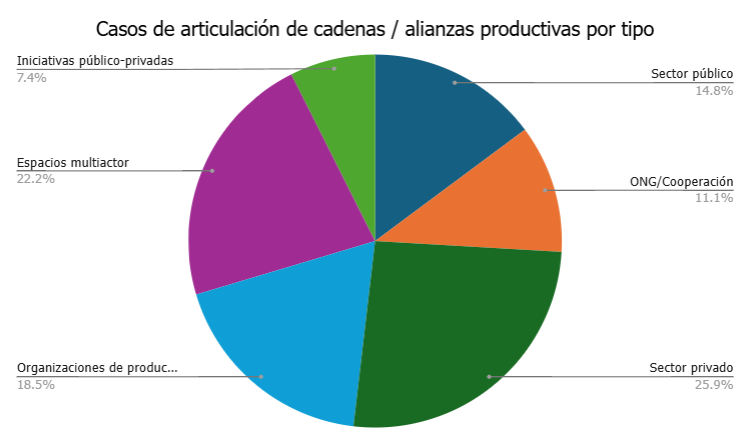 Casos de articulación de cadenas / alianzas productivas por tipo
Iniciativas público-privadas
7.4%
Sector público
14.8%
Espacios multiactor
22.2%
ONG/Cooperación
11.1%
Organizaciones de produc...
18.5%
Sector privado
25.9%